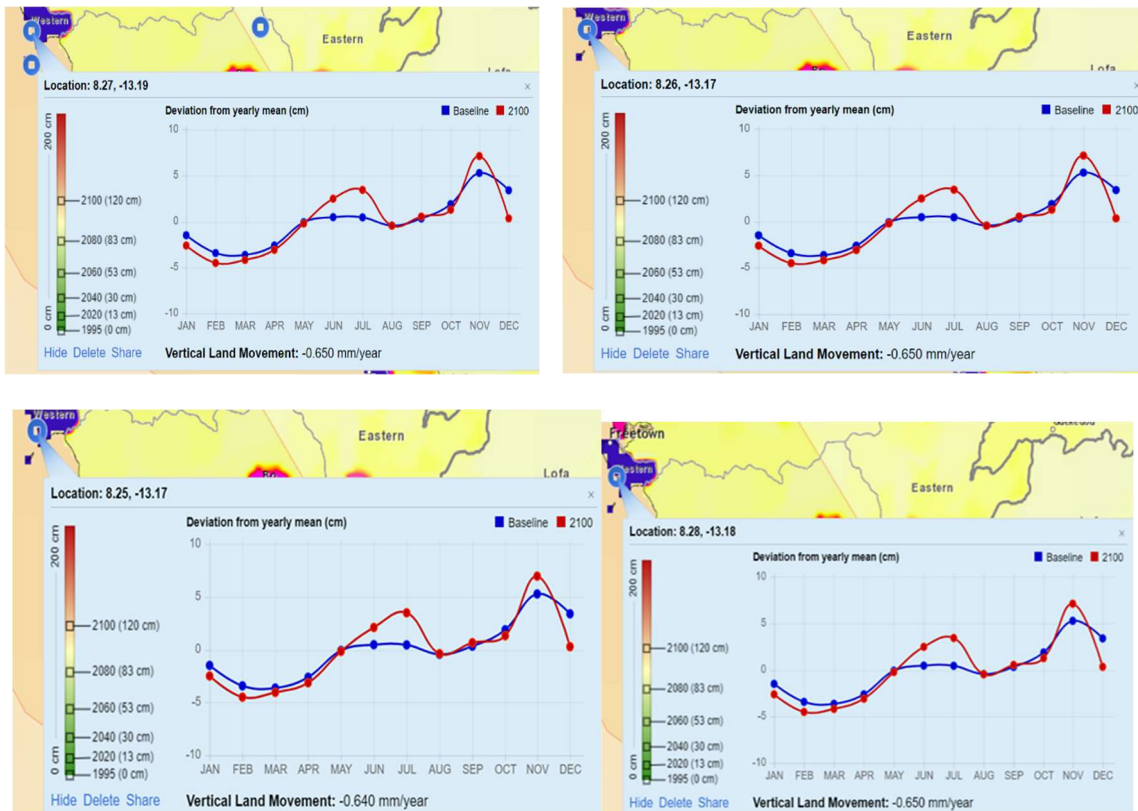 Western
Eastern
Lofa
Location: 8.27, -13.19
×
Deviation from yearly mean (cm)
Baseline 2100
200 cm
2100 (120 cm)
2080 (83 cm)
2060 (53 cm)
2040 (30 cm)
2020 (13 cm)
1995 (0 cm)
0 cm
10
5
0
-5
-10
JAN FEB MAR APR MAY JUN JUL AUG SEP OCT NOV DEC
Hide Delete Share
Vertical Land Movement: -0.650 mm/year
Western
Eastern
Lofa
Location: 8.26, -13.17
×
Deviation from yearly mean (cm)
Baseline 2100
200 cm
2100 (120 cm)
2080 (83 cm)
2060 (53 cm)
2040 (30 cm)
2020 (13 cm)
1995 (0 cm)
0 cm
10
5
0
-5
-10
JAN FEB MAR APR MAY JUN JUL AUG SEP OCT NOV DEC
Hide Delete Share
Vertical Land Movement: -0.650 mm/year
Western
Eastern
Lofa
Location: 8.25, -13.17
×
Deviation from yearly mean (cm)
Baseline 2100
200 cm
2100 (120 cm)
2080 (83 cm)
2060 (53 cm)
2040 (30 cm)
2020 (13 cm)
1995 (0 cm)
0 cm
10
5
0
-5
-10
JAN FEB MAR APR MAY JUN JUL AUG SEP OCT NOV DEC
Hide Delete Share
Vertical Land Movement: -0.640 mm/year
Freetown
Eastern
Location: 8.28, -13.18
×
Deviation from yearly mean (cm)
Baseline 2100
200 cm
2100 (120 cm)
2080 (83 cm)
2060 (53 cm)
2040 (30 cm)
2020 (13 cm)
1995 (0 cm)
0 cm
10
5
0
-5
-10
JAN FEB MAR APR MAY JUN JUL AUG SEP OCT NOV DEC
Hide Delete Share
Vertical Land Movement: -0.650 mm/year